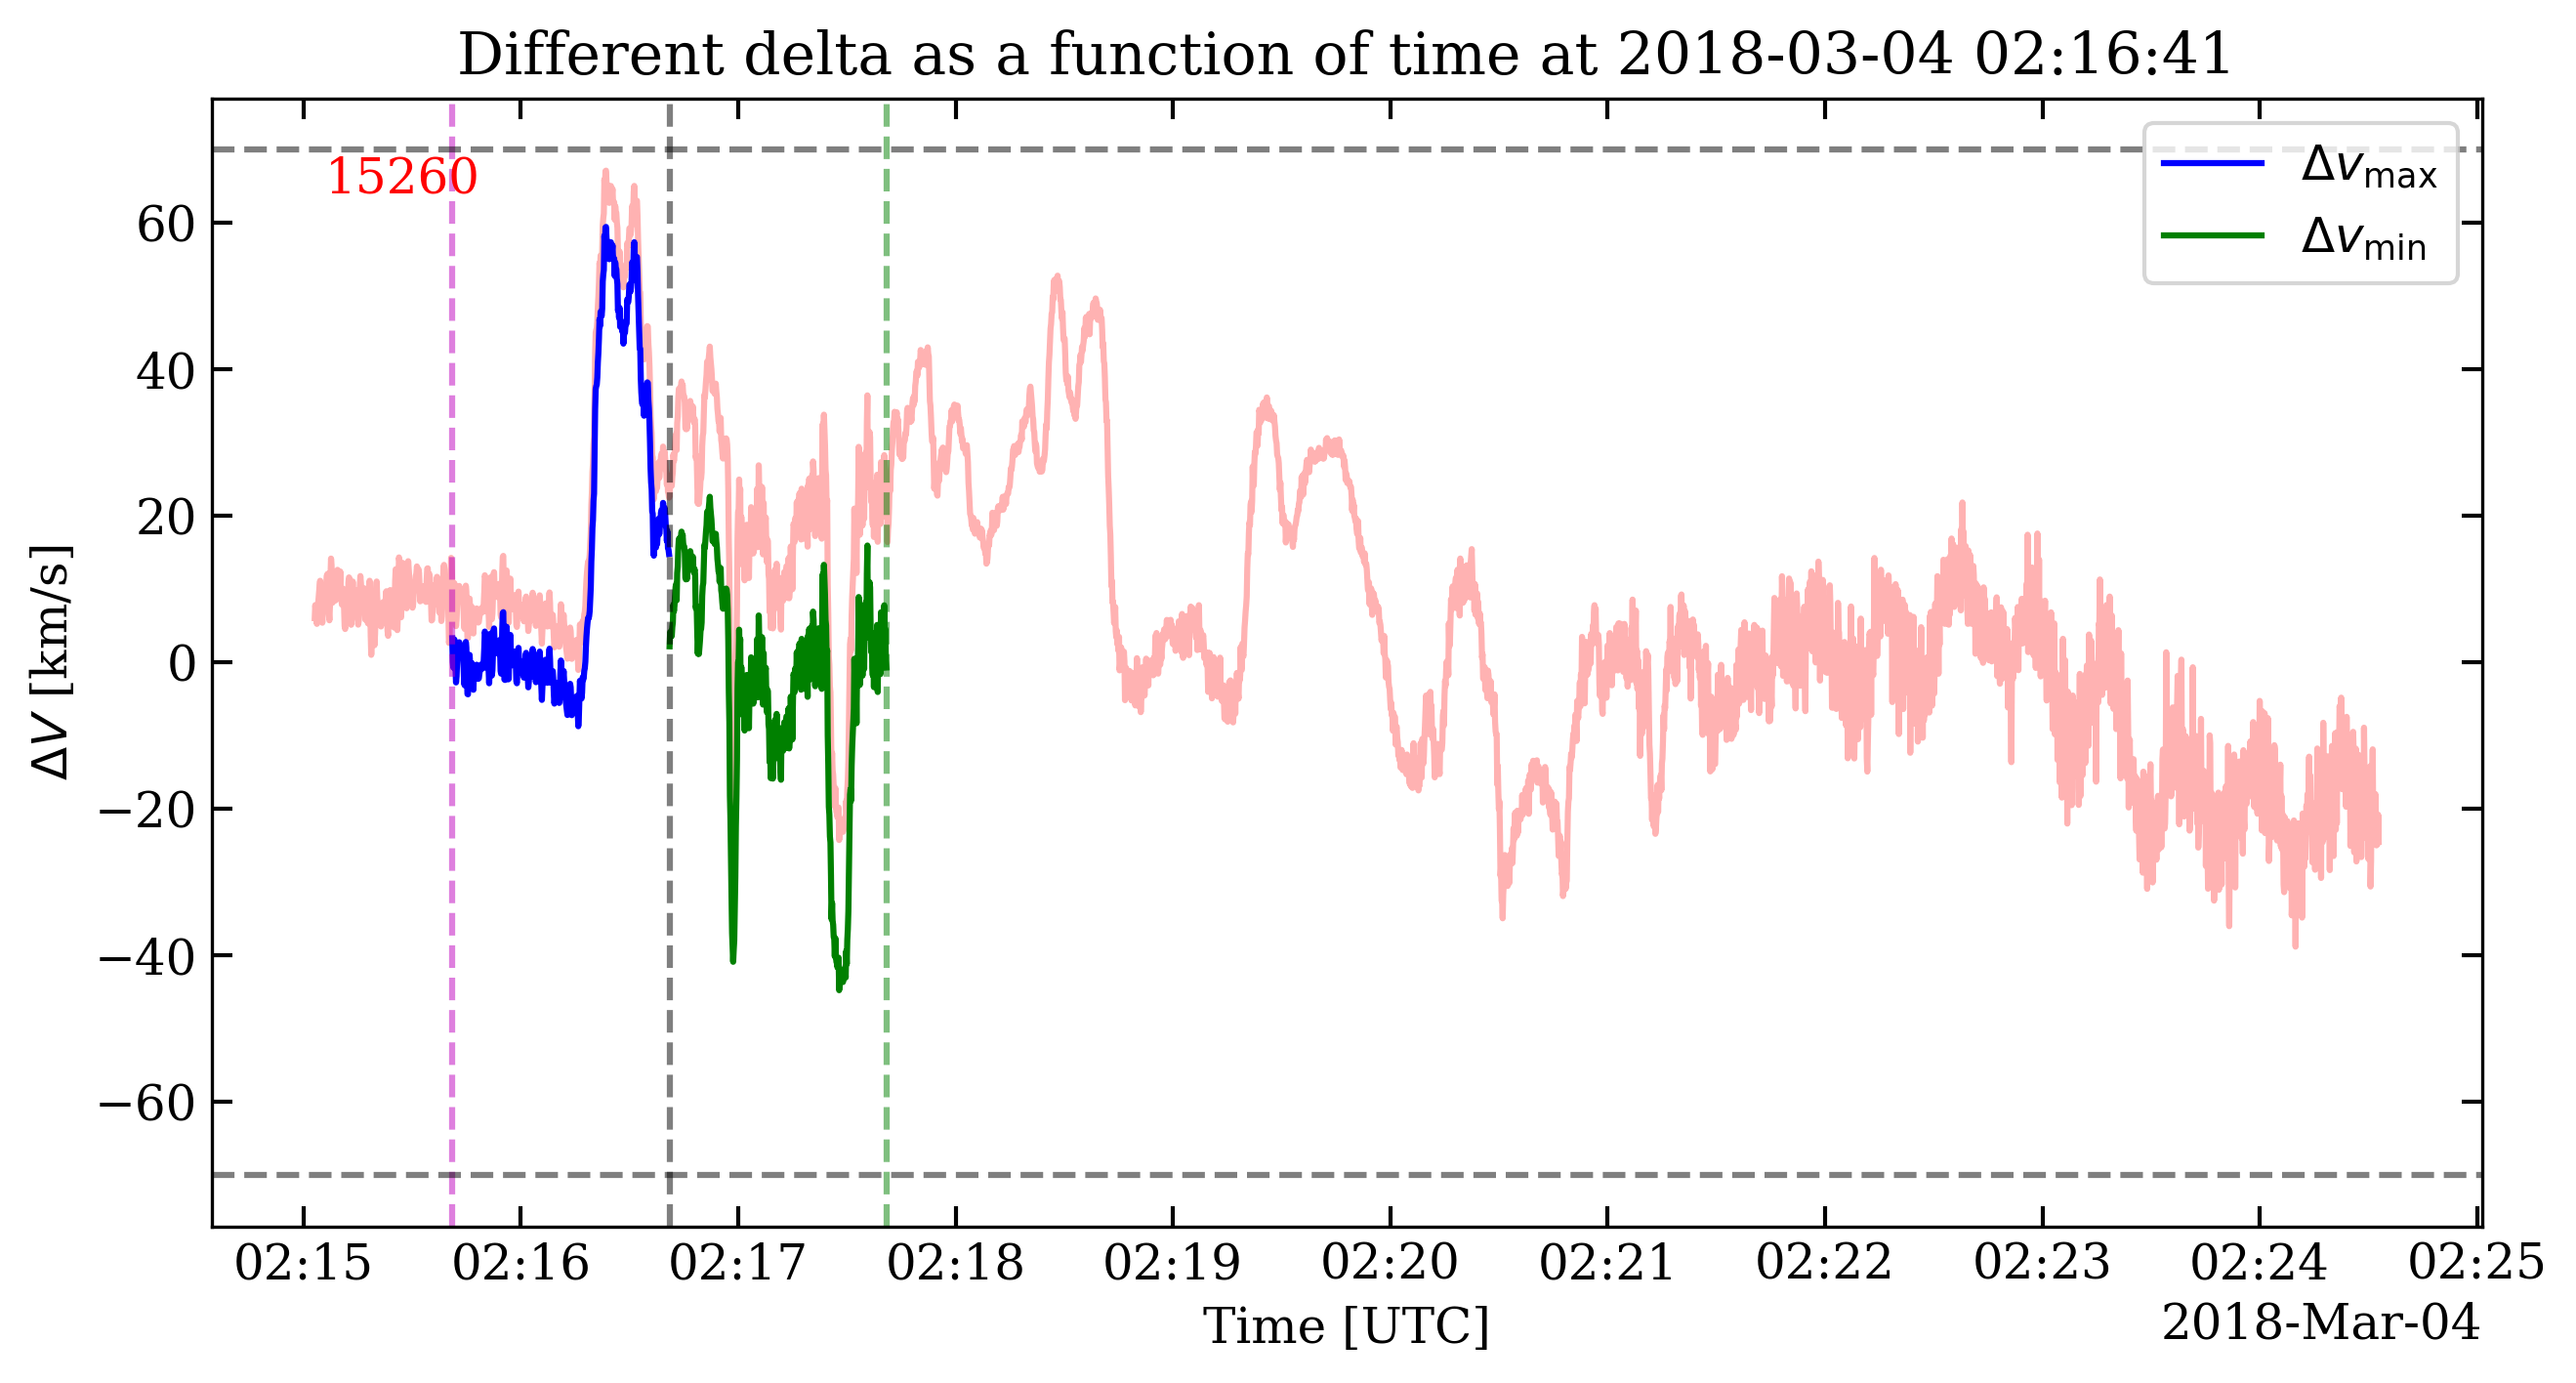 Different delta as a function of time at 2018-03-04 02:16:41
15260
Δv_max
Δv_min
60
40
20
0
−20
−40
−60
ΔV [km/s]
02:15 02:16 02:17 02:18 02:19 02:20 02:21 02:22 02:23 02:24 02:25
Time [UTC]
2018-Mar-04